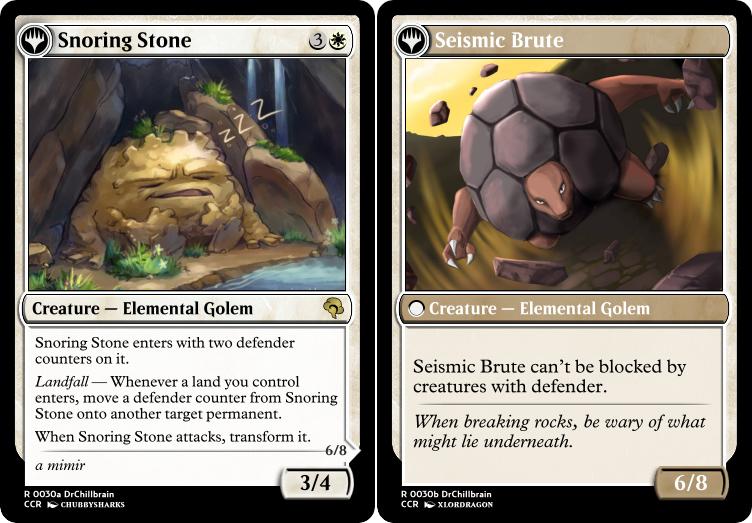 Snoring Stone
3
Z Z Z
Creature — Elemental Golem
Snoring Stone enters with two defender
counters on it.
Landfall — Whenever a land you control
enters, move a defender counter from Snoring
Stone onto another target permanent.
When Snoring Stone attacks, transform it.
6/8
a mimir
3/4
R 0030a DrChillbrain
CCR CHUBBYSHARKS
Seismic Brute
Creature — Elemental Golem
Seismic Brute can't be blocked by
creatures with defender.
When breaking rocks, be wary of what
might lie underneath.
6/8
R 0030b DrChillbrain
CCR XLORDRAGON